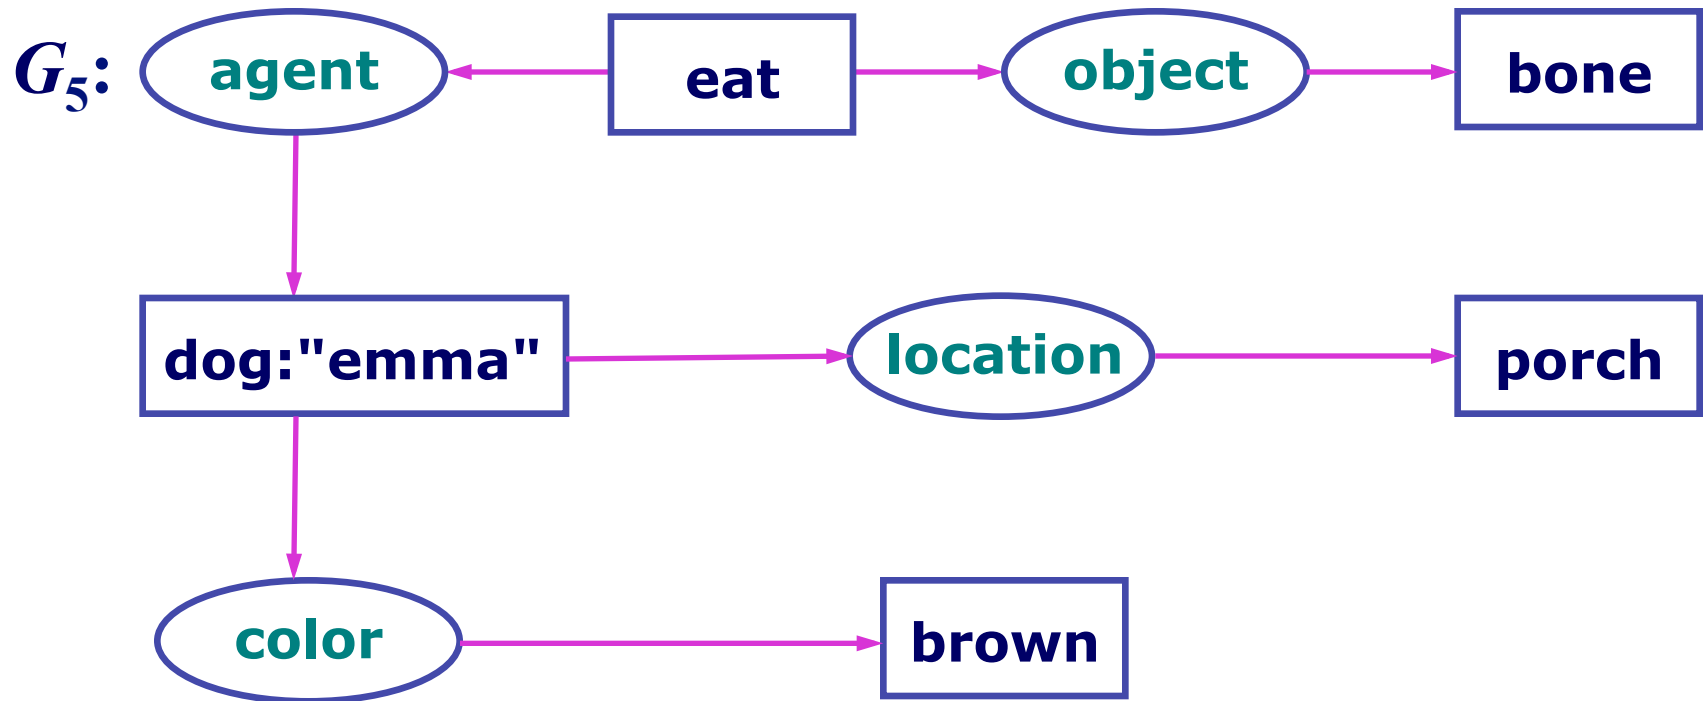 G5: agent eat object bone
dog:"emma" location porch
color brown